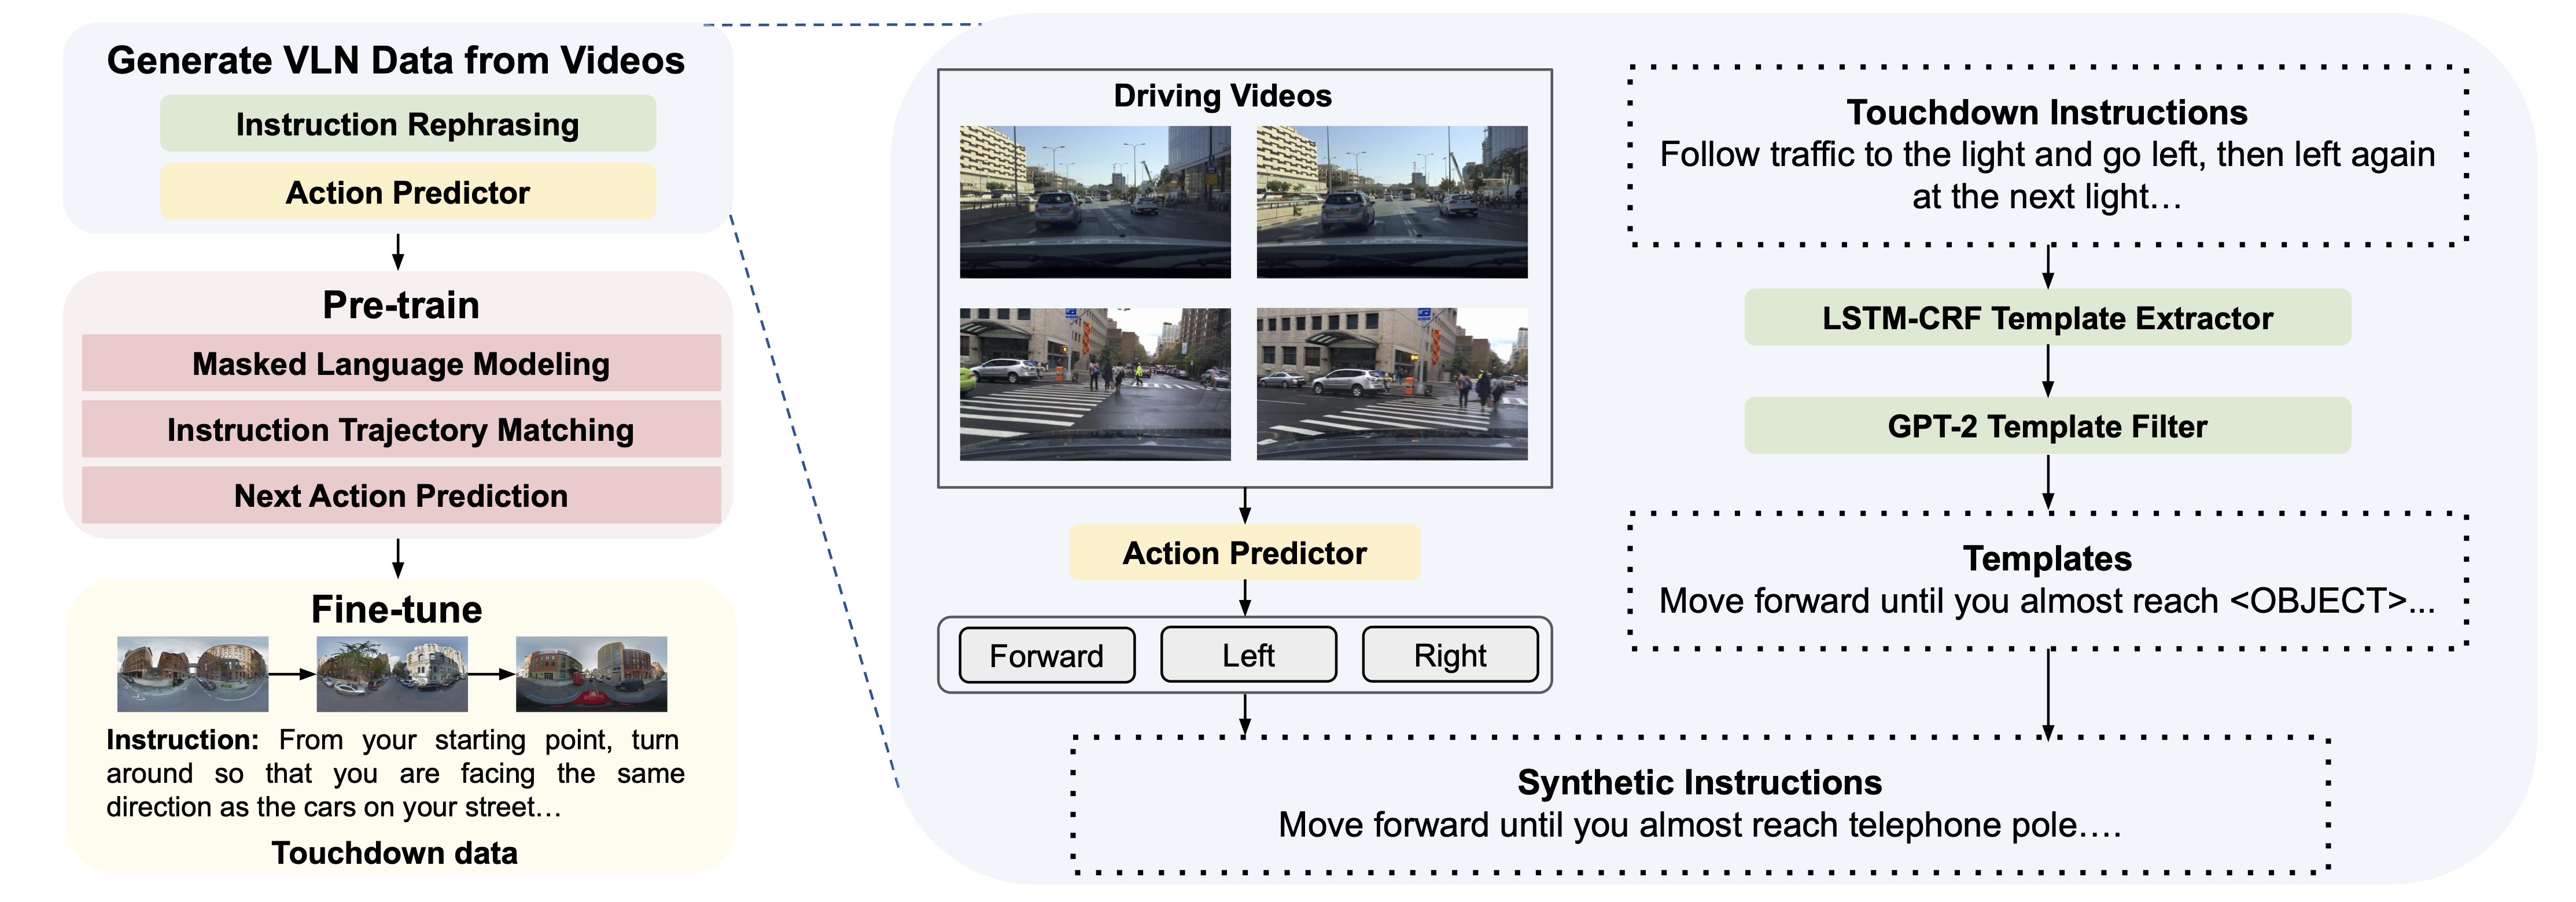 Generate VLN Data from Videos
Instruction Rephrasing
Action Predictor
Pre-train
Masked Language Modeling
Instruction Trajectory Matching
Next Action Prediction
Fine-tune
Instruction: From your starting point, turn
around so that you are facing the same
direction as the cars on your street…
Touchdown data
Driving Videos
Action Predictor
Forward
Left
Right
Touchdown Instructions
Follow traffic to the light and go left, then left again
at the next light…
LSTM-CRF Template Extractor
GPT-2 Template Filter
Templates
Move forward until you almost reach <OBJECT>...
Synthetic Instructions
Move forward until you almost reach telephone pole….